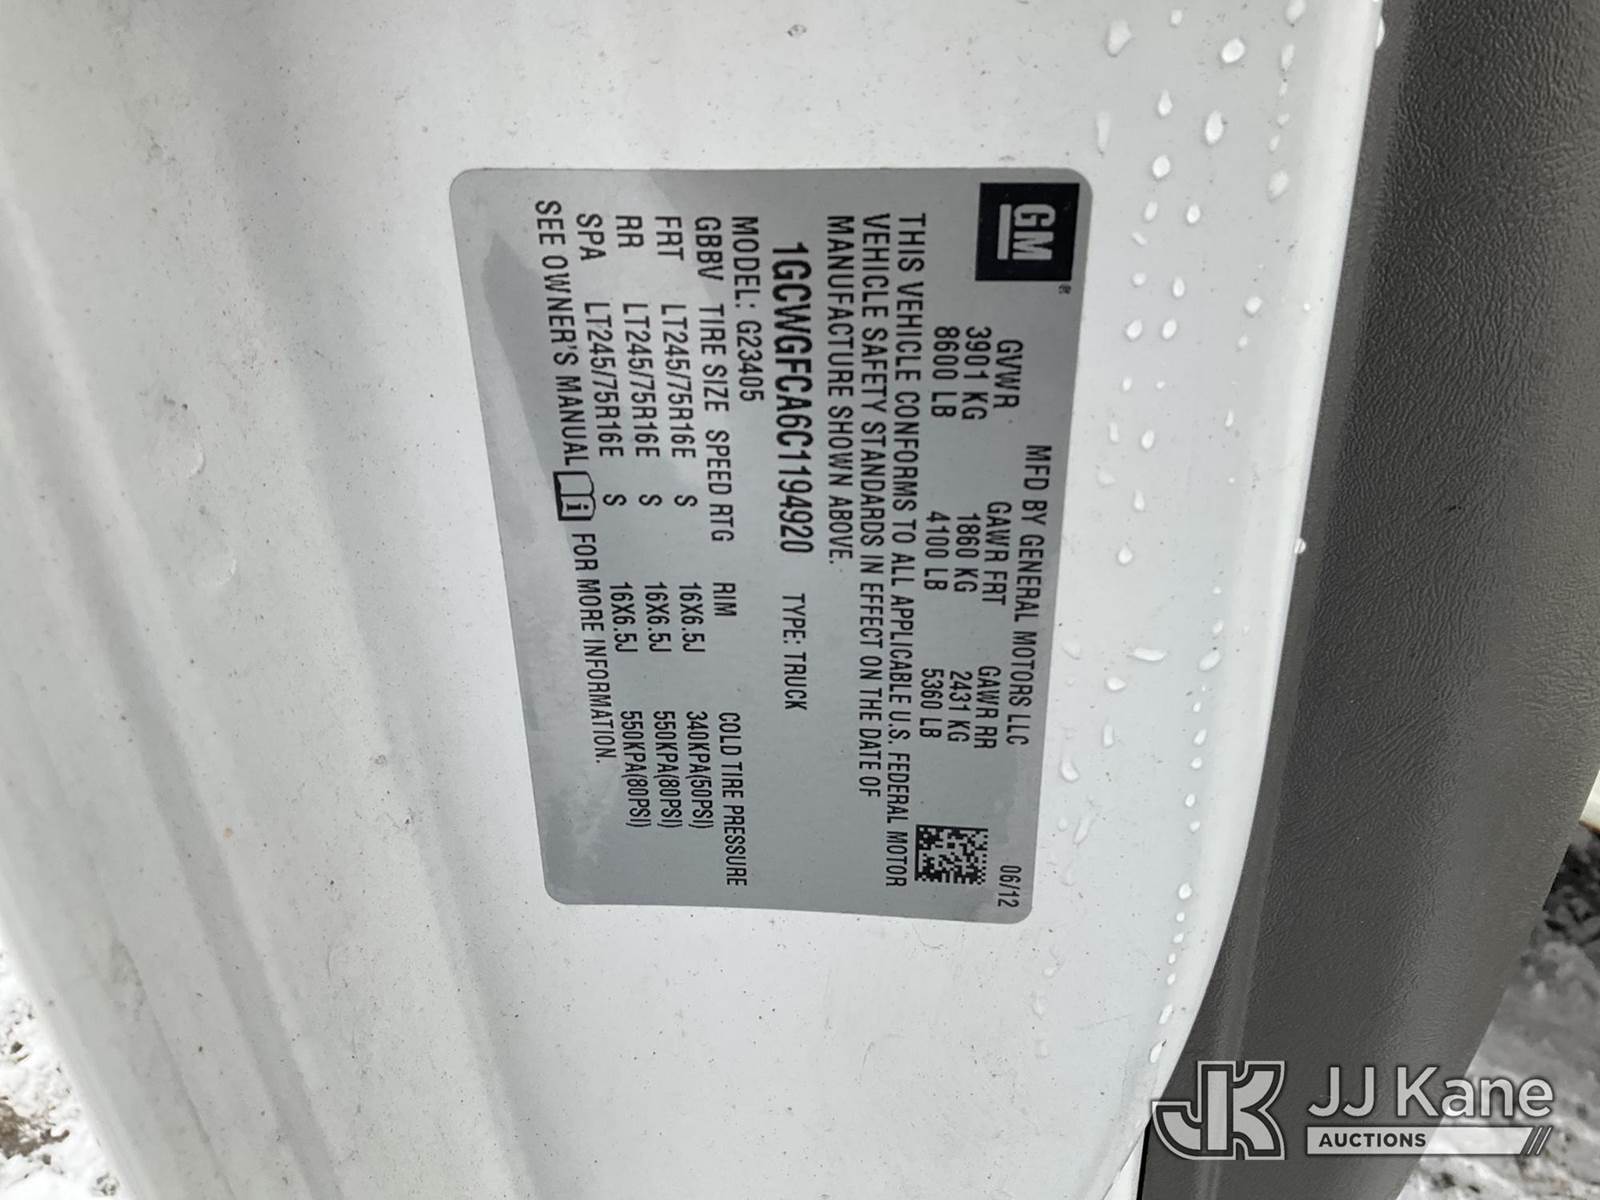 GM
MFD BY GENERAL MOTORS LLC 06/12
GVWR GAWR FRT GAWR RR
3901 KG 1860 KG 2431 KG
8600 LB 4100 LB 5360 LB
THIS VEHICLE CONFORMS TO ALL APPLICABLE U.S. FEDERAL MOTOR
VEHICLE SAFETY STANDARDS IN EFFECT ON THE DATE OF
MANUFACTURE SHOWN ABOVE.
1GCWGFCA6C1194920 TYPE: TRUCK
MODEL: G23405
GBBV TIRE SIZE SPEED RTG RIM COLD TIRE PRESSURE
FRT LT245/75R16E S 16X6.5J 340KPA(50PSI)
RR LT245/75R16E S 16X6.5J 550KPA(80PSI)
SPA LT245/75R16E S 16X6.5J 550KPA(80PSI)
SEE OWNER'S MANUAL i FOR MORE INFORMATION.
JK JJ Kane
AUCTIONS